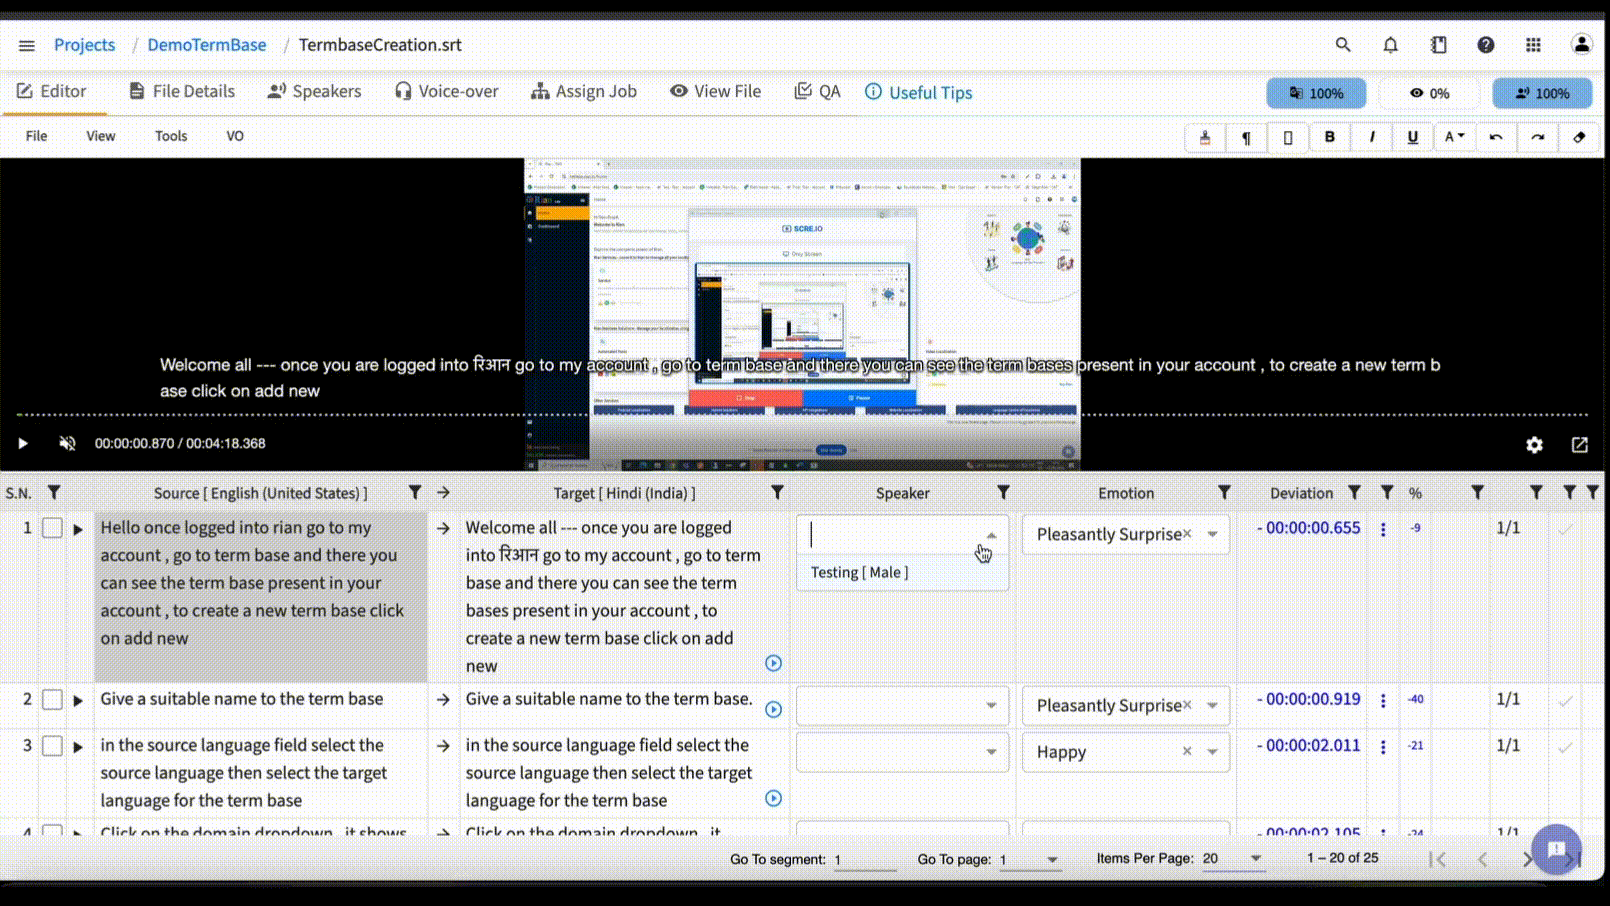 Projects / DemoTermBase / TermbaseCreation.srt
Editor File Details Speakers Voice-over Assign Job View File QA Useful Tips 100% 0% 100%
File View Tools VO B I U A
SCRE.IO
Only Screen
Welcome all --- once you are logged into रिआन go to my account , go to term base and there you can see the term bases present in your account , to create a new term b
ase click on add new
Stop Pause
00:00:00.870 / 00:04:18.368
S.N. Source [ English (United States) ] Target [ Hindi (India) ] Speaker Emotion Deviation %
1 Hello once logged into rian go to my
account , go to term base and there you
can see the term base present in your
account , to create a new term base click
on add new
Welcome all --- once you are logged
into रिआन go to my account , go to term
base and there you can see the term
bases present in your account , to
create a new term base click on add
new
Testing [ Male ]
Pleasantly Surprise
- 00:00:00.655 -9 1/1
2 Give a suitable name to the term base
Give a suitable name to the term base.
Pleasantly Surprise
- 00:00:00.919 -40 1/1
3 in the source language field select the
source language then select the target
language for the term base
in the source language field select the
source language then select the target
language for the term base
Happy
- 00:00:02.011 -21 1/1
4 Click on the domain dropdown , it shows
Click on the domain dropdown , it
- 00:00:02.105 -24 1/1
Go To segment: 1 Go To page: 1 Items Per Page: 20 1 – 20 of 25